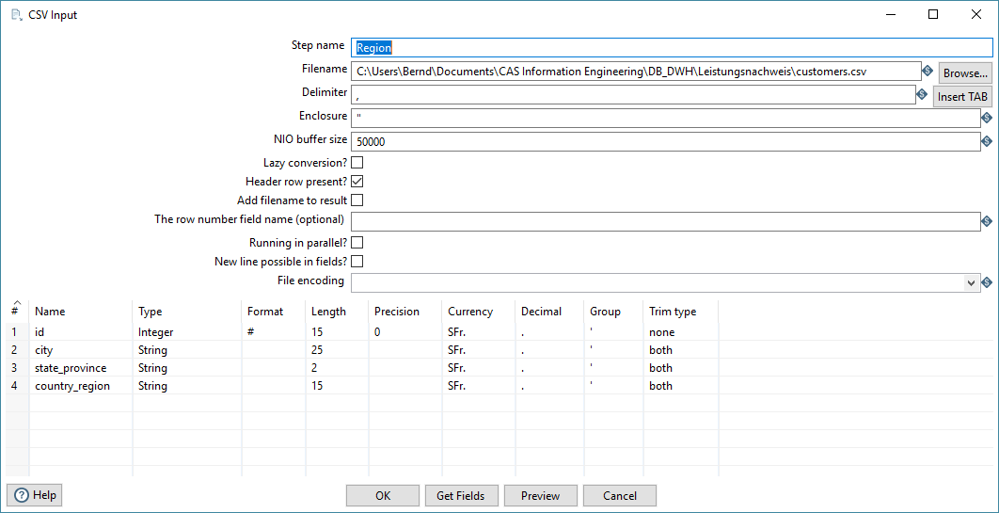 CSV Input
Step name Region
Filename C:\Users\Bernd\Documents\CAS Information Engineering\DB_DWH\Leistungsnachweis\customers.csv Browse...
Delimiter , Insert TAB
Enclosure "
NIO buffer size 50000
Lazy conversion?
Header row present?
Add filename to result
The row number field name (optional)
Running in parallel?
New line possible in fields?
File encoding
# Name Type Format Length Precision Currency Decimal Group Trim type
1 id Integer # 15 0 SFr. . ' none
2 city String 25 SFr. . ' both
3 state_province String 2 SFr. . ' both
4 country_region String 15 SFr. . ' both
? Help OK Get Fields Preview Cancel